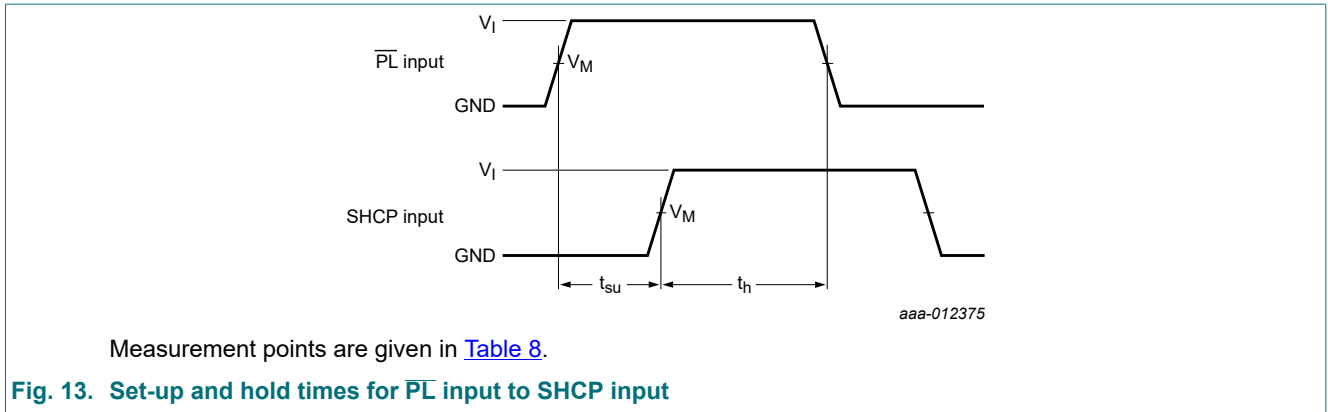 V_I
PL input
V_M
GND
V_I
SHCP input
V_M
GND
t_su
t_h
aaa-012375
Measurement points are given in Table 8.
Fig. 13. Set-up and hold times for PL input to SHCP input